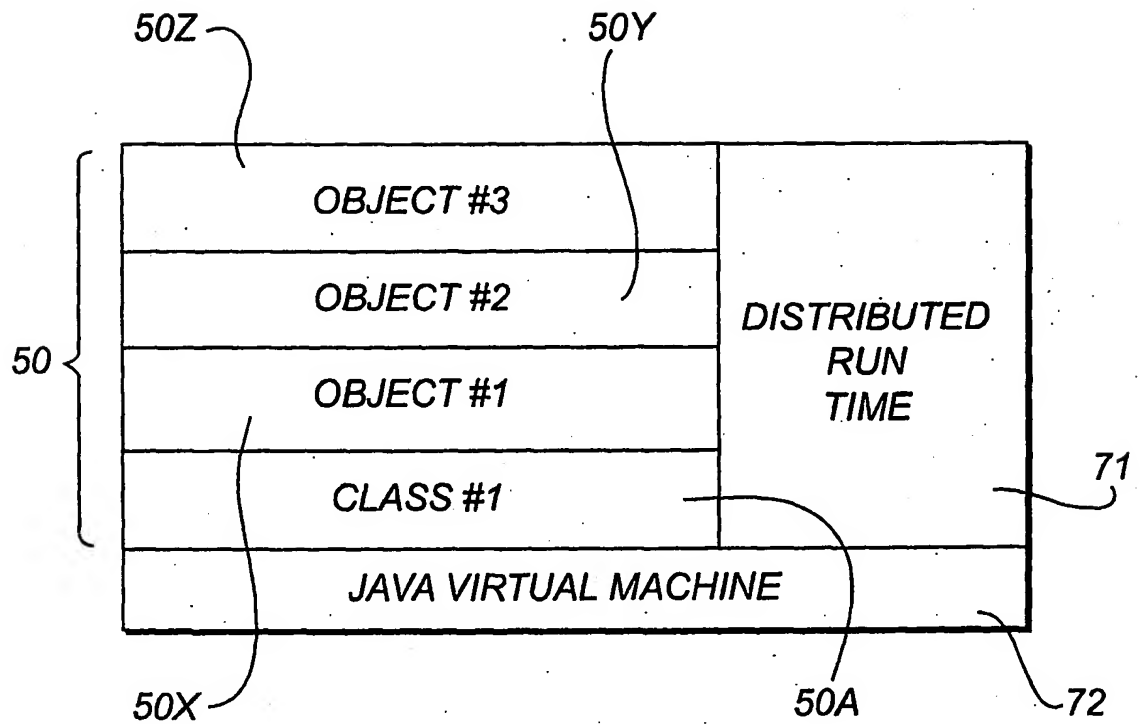 50Z
50Y
OBJECT #3
OBJECT #2
50
OBJECT #1
CLASS #1
DISTRIBUTED
RUN
TIME
71
JAVA VIRTUAL MACHINE
50X
50A
72